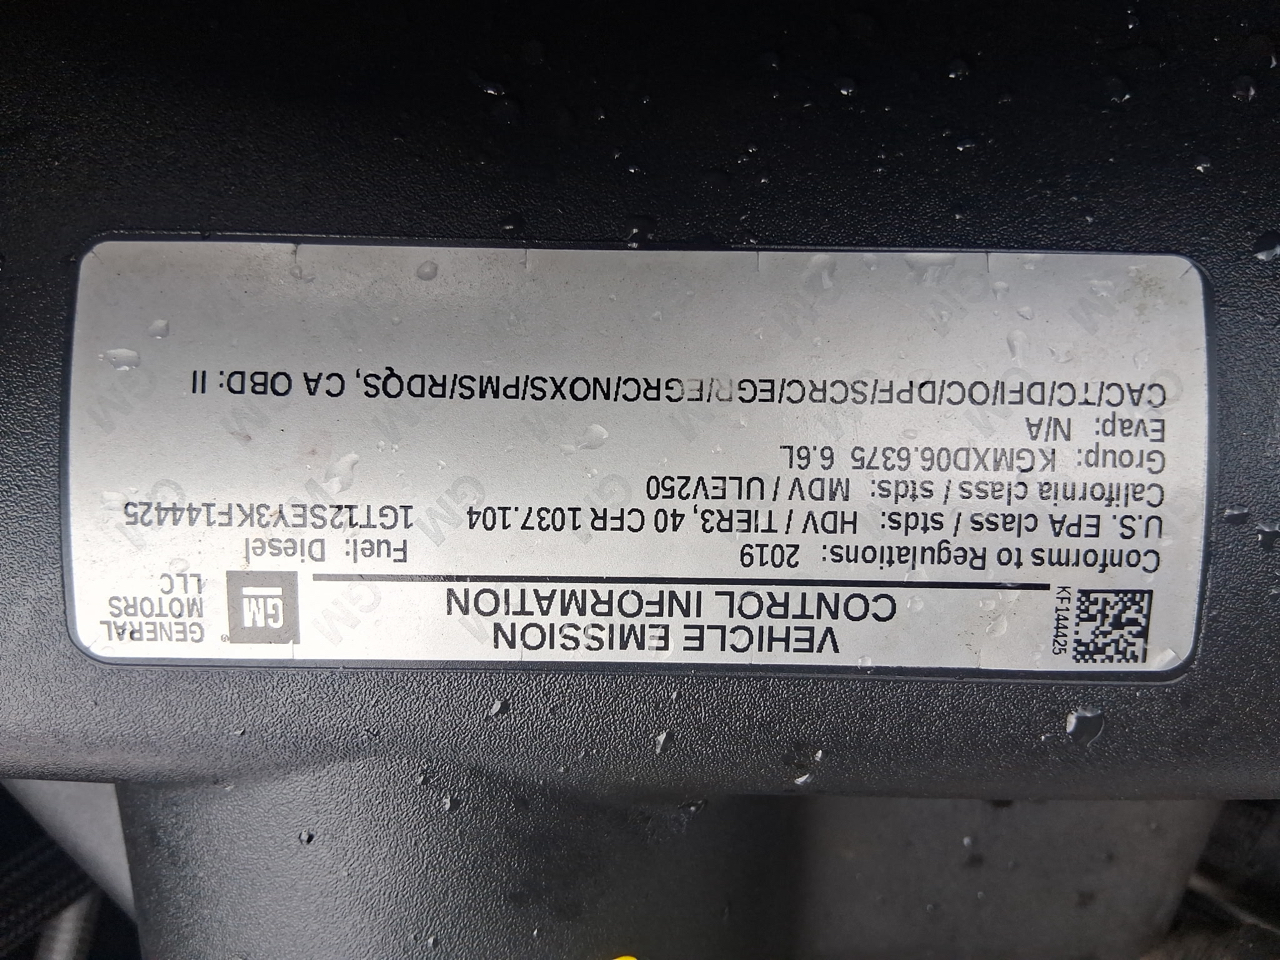 KF144425
VEHICLE EMISSION
CONTROL INFORMATION
GM
GENERAL
MOTORS
LLC
Conforms to Regulations: 2019
Fuel: Diesel
U.S. EPA class / stds: HDV / TIER3, 40 CFR 1037.104
1GT12SEY3KF144425
California class / stds: MDV / ULEV250
Group: KGMXD06.6375 6.6L
Evap: N/A
CAC/TC/DFI/OC/DPF/SCRC/EGR/EGRC/NOXS/PMS/RDQS, CA OBD: II